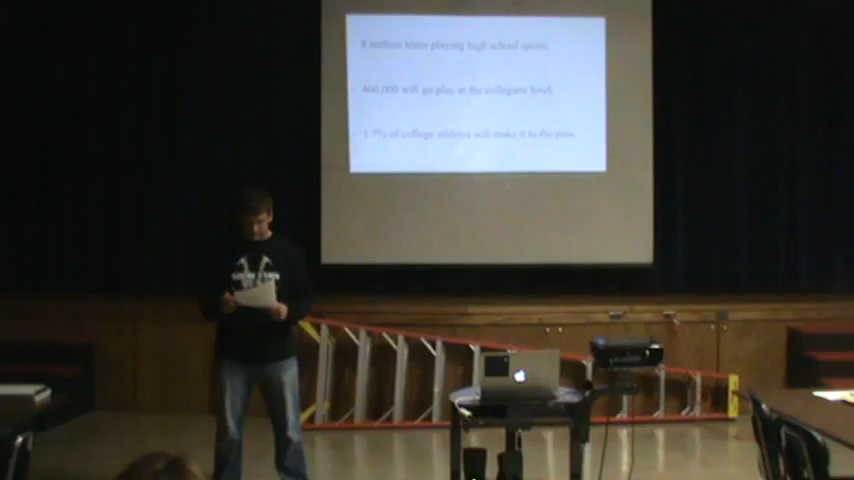 8 million teens playing high school sports.
- 460,000 will go play at the collegiate level.
- 1.7% of college athletes will make it to the pros.